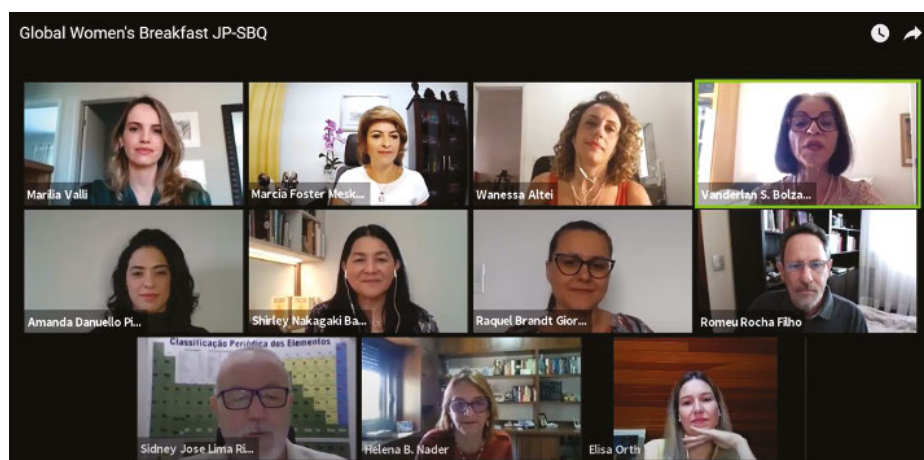 Global Women's Breakfast JP-SBQ
Marilia Valli
Marcia Foster Mesk...
Wanessa Altei
Vanderlan S. Bolza...
Amanda Danuello Pi...
Shirley Nakagaki Ba...
Raquel Brandt Gior...
Romeu Rocha Filho
Classificação Periódica dos Elementos
Sidney Jose Lima Ri...
Helena B. Nader
Elisa Orth